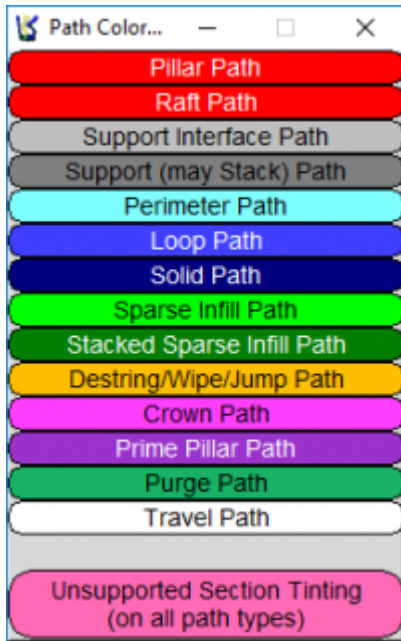 Path Color...
Pillar Path
Raft Path
Support Interface Path
Support (may Stack) Path
Perimeter Path
Loop Path
Solid Path
Sparse Infill Path
Stacked Sparse Infill Path
Destring/Wipe/Jump Path
Crown Path
Prime Pillar Path
Purge Path
Travel Path
Unsupported Section Tinting
(on all path types)